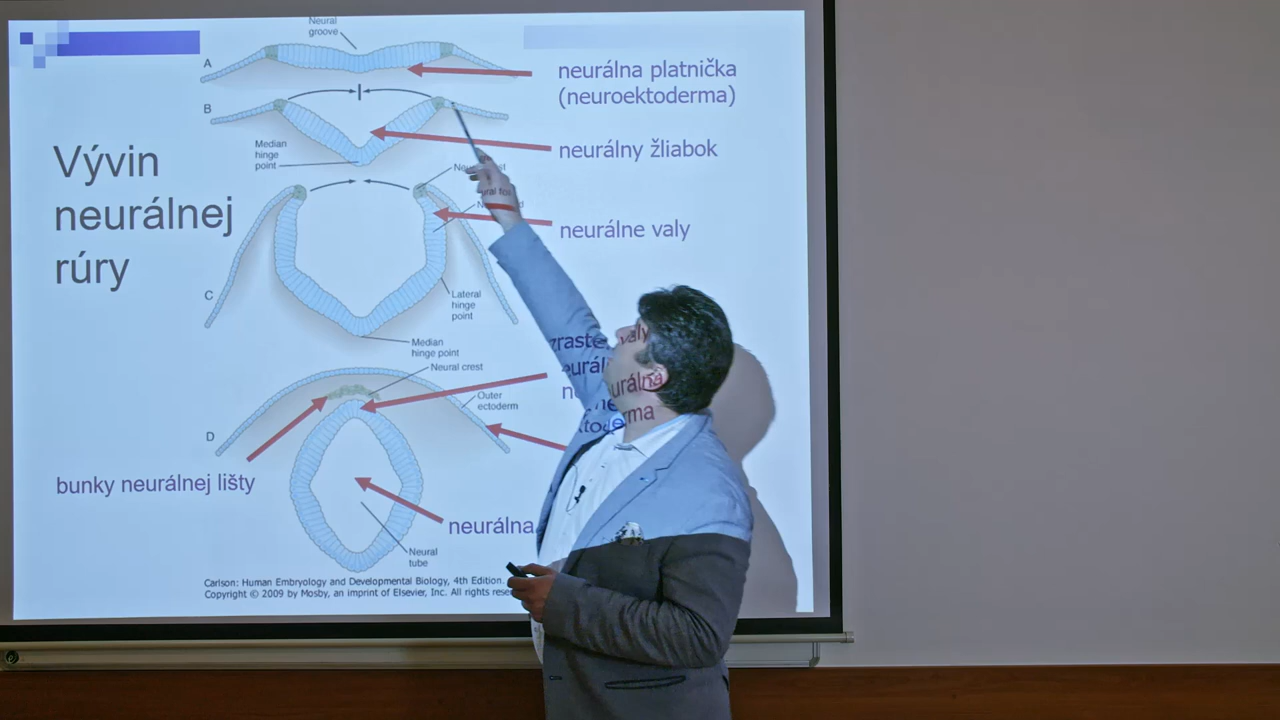 Neural
groove
A
neurálna platnička
(neuroektoderma)
B
Median
hinge
point
neurálny žliabok
Vývin
neurálnej
rúry
neurálne valy
C
Lateral
hinge
point
Median
hinge point
Neural crest
valy
Outer
ectoderm
D
bunky neurálnej lišty
neurálna
Neural
tube
Carlson: Human Embryology and Developmental Biology, 4th Edition.
Copyright © 2009 by Mosby, an imprint of Elsevier, Inc. All rights